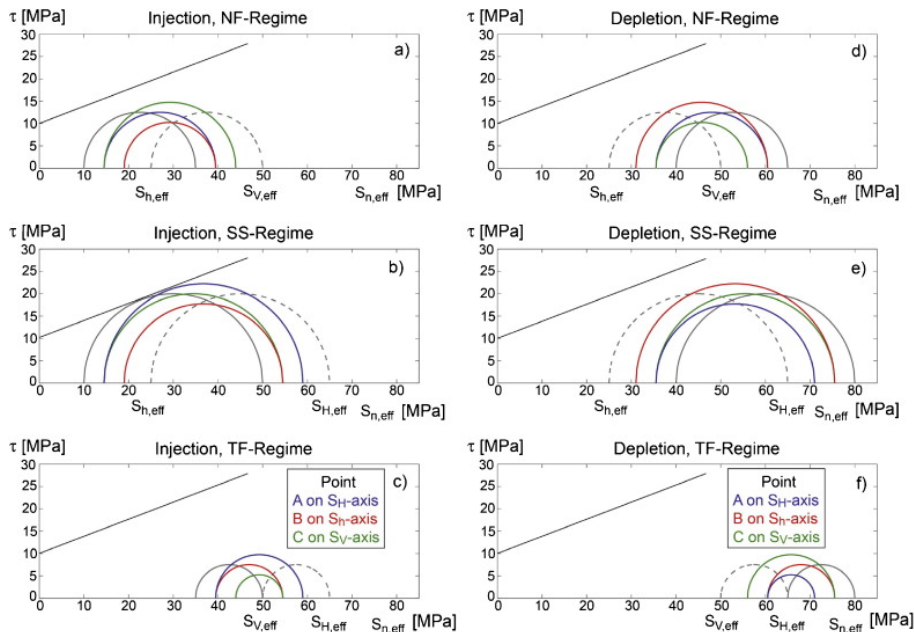 τ [MPa] Injection, NF-Regime
30
25
20
15
10
5
0
a)
0 10 20 30 40 50 60 70 80
S_h,eff S_V,eff S_n,eff [MPa]
τ [MPa] Depletion, NF-Regime
30
25
20
15
10
5
0
d)
0 10 20 30 40 50 60 70 80
S_h,eff S_V,eff S_n,eff [MPa]
τ [MPa] Injection, SS-Regime
30
25
20
15
10
5
0
b)
0 10 20 30 40 50 60 70 80
S_h,eff S_H,eff S_n,eff [MPa]
τ [MPa] Depletion, SS-Regime
30
25
20
15
10
5
0
e)
0 10 20 30 40 50 60 70 80
S_h,eff S_H,eff S_n,eff [MPa]
τ [MPa] Injection, TF-Regime
30
25
20
15
10
5
0
c)
Point
A on S_H-axis
B on S_h-axis
C on S_V-axis
0 10 20 30 40 50 60 70 80
S_V,eff S_H,eff S_n,eff [MPa]
τ [MPa] Depletion, TF-Regime
30
25
20
15
10
5
0
f)
Point
A on S_H-axis
B on S_h-axis
C on S_V-axis
0 10 20 30 40 50 60 70 80
S_V,eff S_H,eff S_n,eff [MPa]